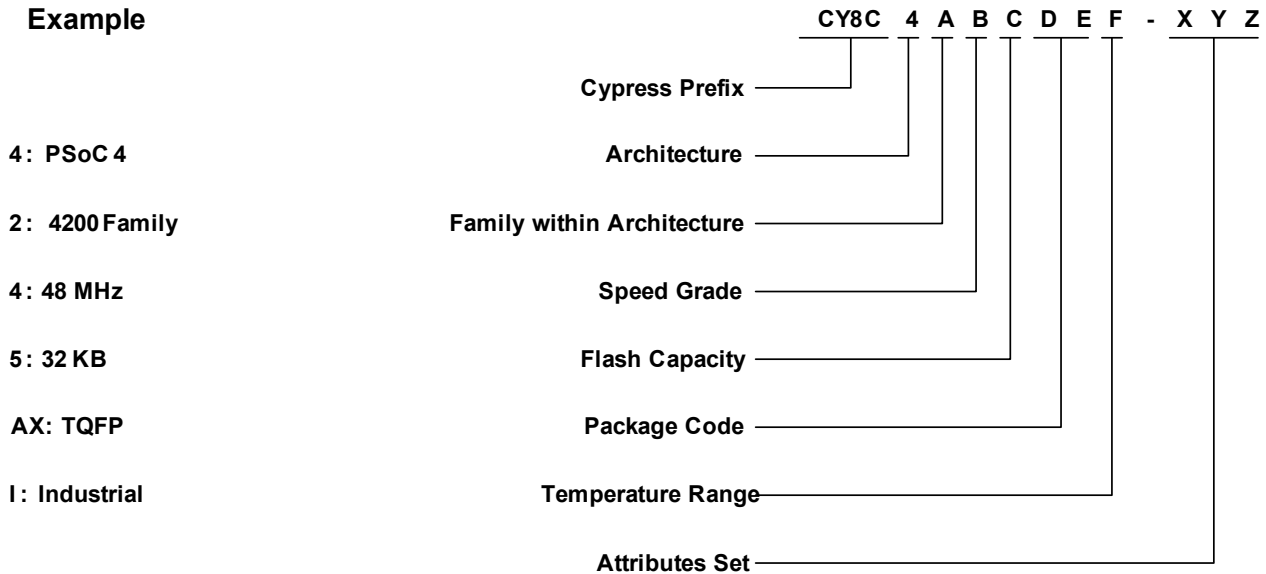 Example CY8C 4 A B C D E F - X Y Z
Cypress Prefix
4: PSoC 4 Architecture
2: 4200 Family Family within Architecture
4: 48 MHz Speed Grade
5: 32 KB Flash Capacity
AX: TQFP Package Code
I: Industrial Temperature Range
Attributes Set